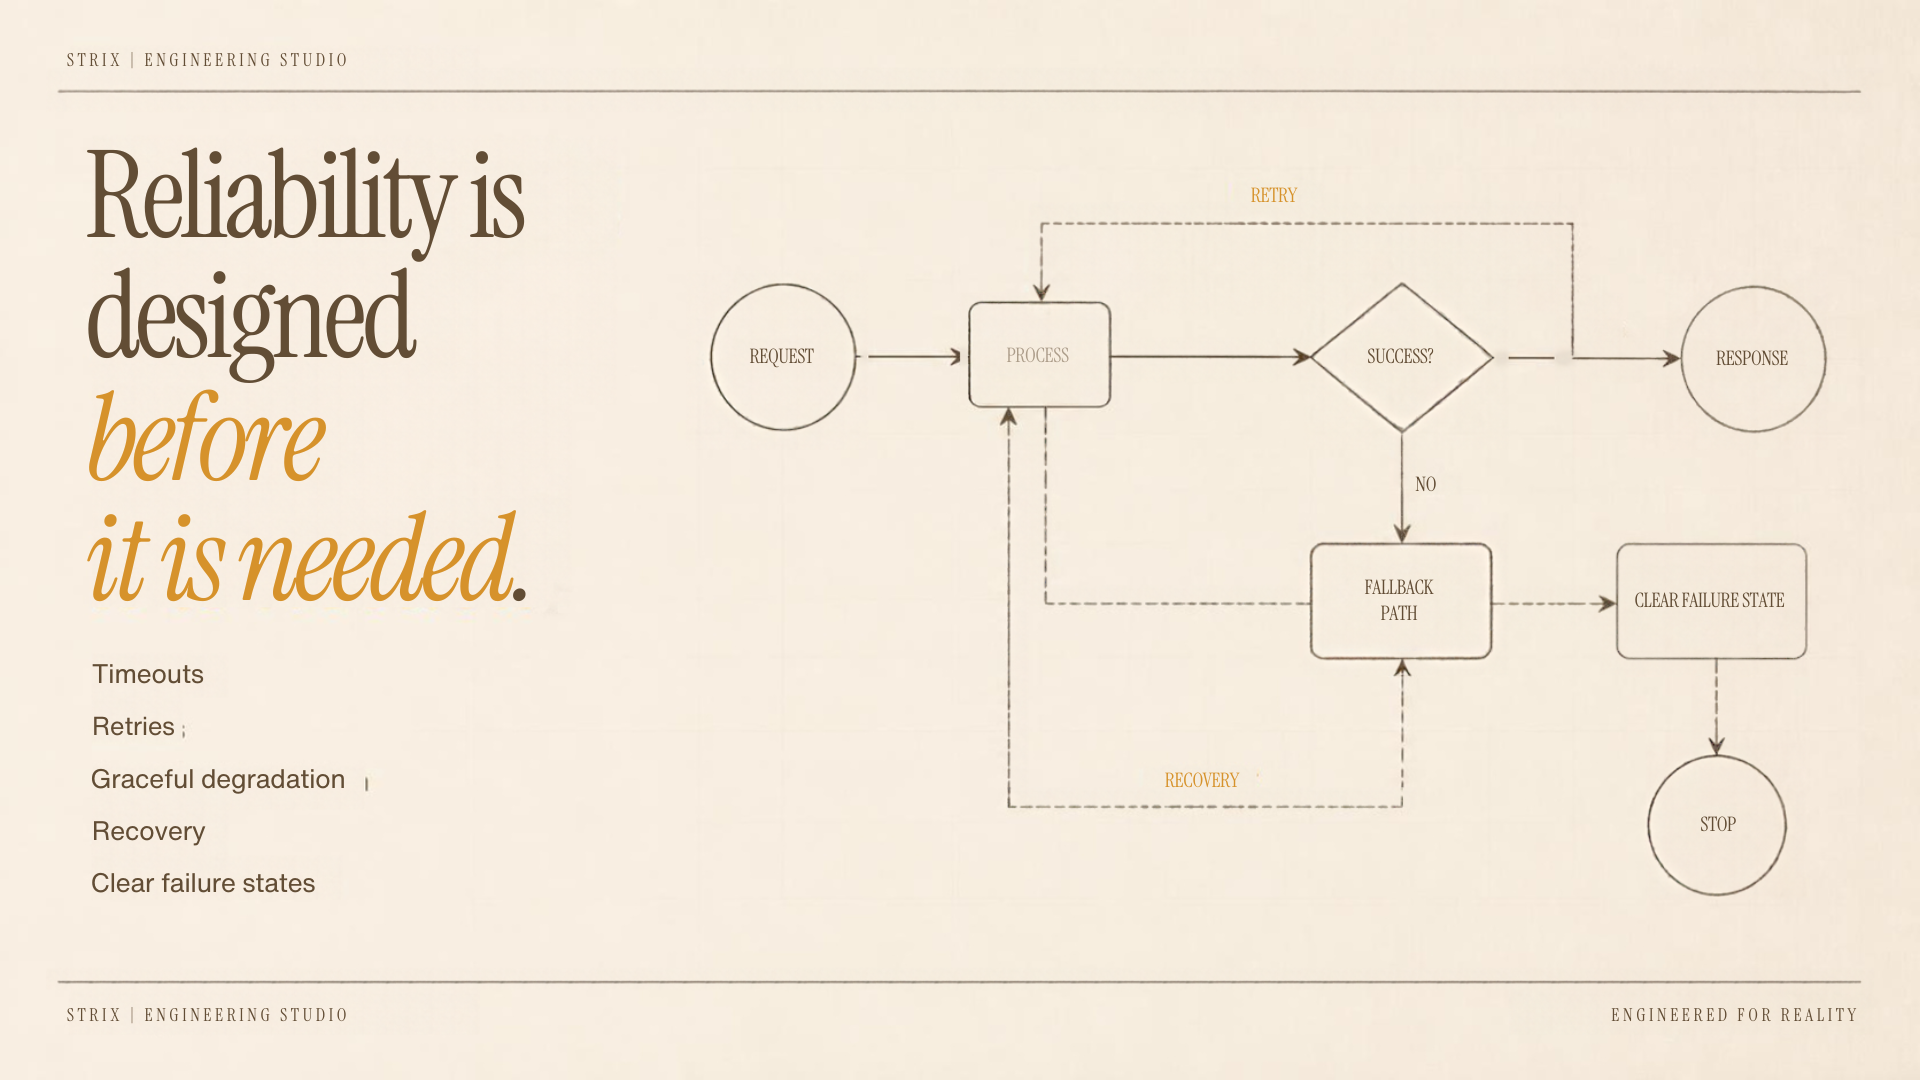 STRIX | ENGINEERING STUDIO
Reliability is
designed
before
it is needed.
Timeouts
Retries
Graceful degradation
Recovery
Clear failure states
RETRY
REQUEST
PROCESS
SUCCESS?
RESPONSE
NO
FALLBACK
PATH
CLEAR FAILURE STATE
RECOVERY
STOP
STRIX | ENGINEERING STUDIO
ENGINEERED FOR REALITY